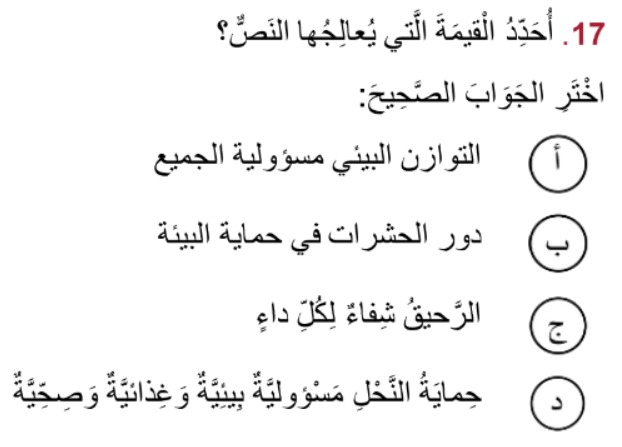 17. أُحَدِّدُ الْقيمَةَ الَّتي يُعالِجُها النَصٌّ؟
اخْتَرِ الجَوَابَ الصَّحِيحَ:
أ التوازن البيئي مسؤولية الجميع
ب دور الحشرات في حماية البيئة
ج الرَّحيقُ شِفاءٌ لِكُلِّ داءٍ
د حِمايَةُ النَّحْلِ مَسْؤوليَّةٌ بِيئِيَّةٌ وَغِذائيَّةٌ وَصِحِّيَّةٌ